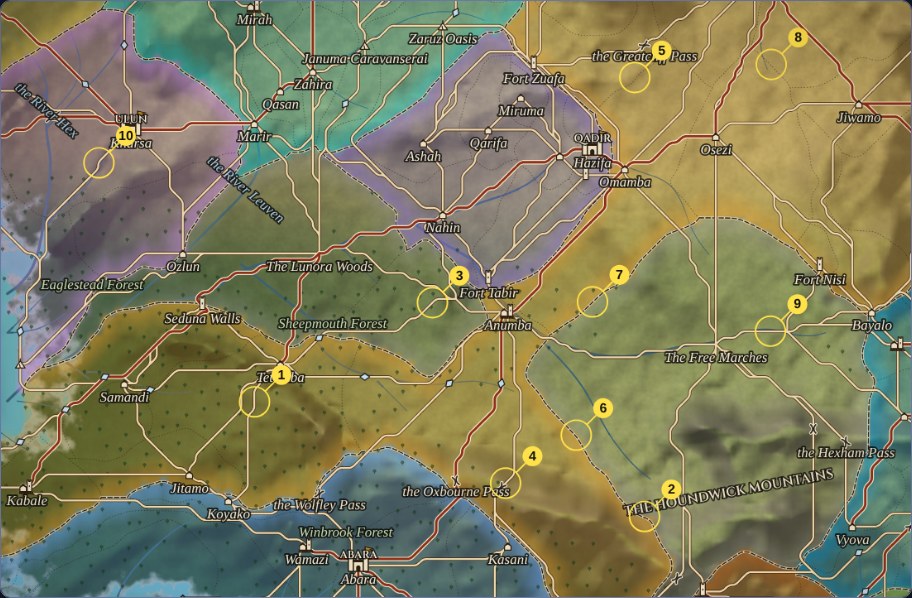 Mirah
Zaruz Oasis
8
5
the Greatch Pass
Januma Caravanserai
Fort Zuafa
Zahira
the River Hex
Qasan
Miruma
ULUN
Jiwamo
10
Marir
Qarifa
QADIR
Ashah
Hazifa
Osezi
the River Leuven
Omamba
Nahin
Ozlun
The Lunora Woods
3
7
Fort Nisi
Eaglestead Forest
Fort Tabir
9
Seduna Walls
Sheepmouth Forest
Anumba
Bayalo
The Free Marches
1
Samandi
6
the Hexham Pass
4
Jitamo
the Oxbourne Pass
2
THE HOUNDWICK MOUNTAINS
Kabale
Koyako
the Wolfley Pass
Winbrook Forest
Vyova
Wamazi
ABARA
Kasani
Abara